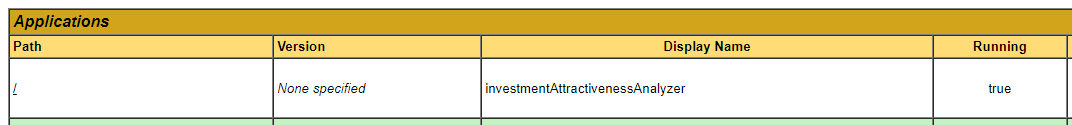 Applications
Path Version Display Name Running
/ None specified investmentAttractivenessAnalyzer true